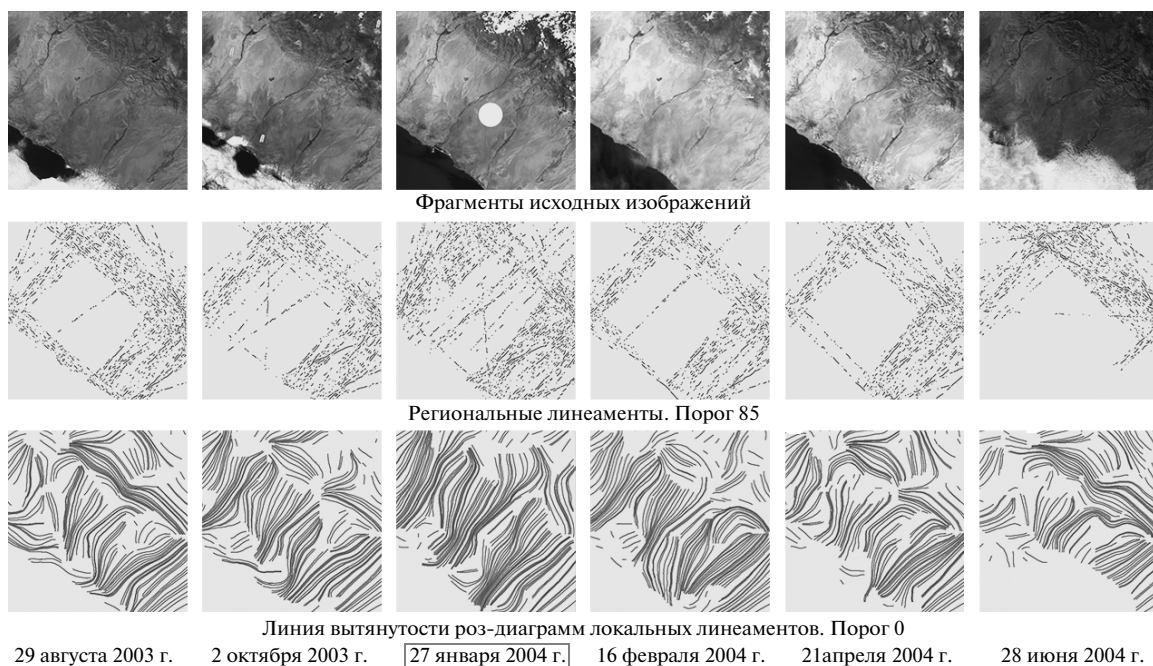 Фрагменты исходных изображений
Региональные линеаменты. Порог 85
Линия вытянутости роз-диаграмм локальных линеаментов. Порог 0
29 августа 2003 г. 2 октября 2003 г. 27 января 2004 г. 16 февраля 2004 г. 21апреля 2004 г. 28 июня 2004 г.